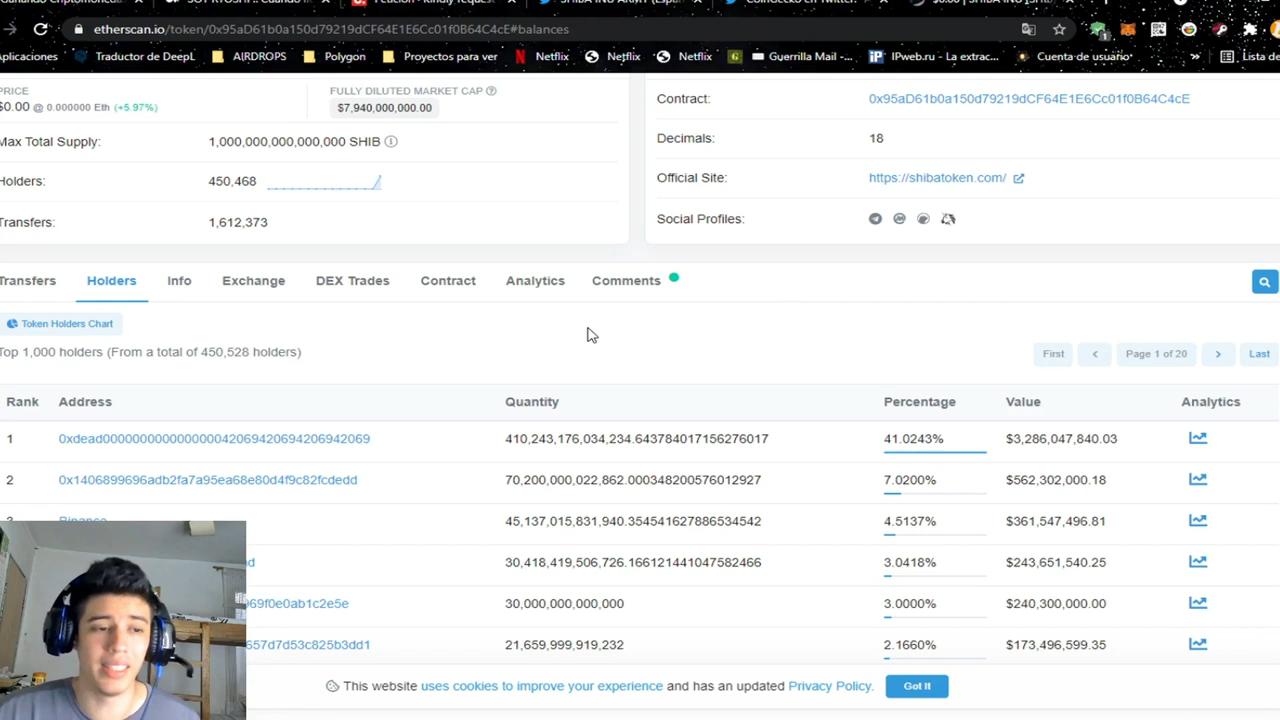 etherscan.io/token/0x95aD61b0a150d79219dCF64E1E6Cc01f0B64C4cE#balances
plicaciones Traductor de DeepL A(RDROPS Polygon Proyectos para ver Netflix Netflix Netflix Guerrilla Mail -... IPweb.ru - La extrac... Cuenta de usuario Lista de
PRICE
$0.00 @ 0.000000 Eth (+5.97%)
FULLY DILUTED MARKET CAP
$7,940,000,000.00
Max Total Supply: 1,000,000,000,000,000 SHIB
Holders: 450,468
Transfers: 1,612,373
Contract: 0x95aD61b0a150d79219dCF64E1E6Cc01f0B64C4cE
Decimals: 18
Official Site: https://shibatoken.com/
Social Profiles:
Transfers Holders Info Exchange DEX Trades Contract Analytics Comments
Token Holders Chart
Top 1,000 holders (From a total of 450,528 holders)
First < Page 1 of 20 > Last
Rank Address Quantity Percentage Value Analytics
1 0xdead000000000000000042069420694206942069 410,243,176,034,234.643784017156276017 41.0243% $3,286,047,840.03
2 0x1406899696adb2fa7a95ea68e80d4f9c82fcdedd 70,200,000,022,862.000348200576012927 7.0200% $562,302,000.18
3 Binance 45,137,015,831,940.354541627886534542 4.5137% $361,547,496.81
d 30,418,419,506,726.166121441047582466 3.0418% $243,651,540.25
969f0e0ab1c2e5e 30,000,000,000,000 3.0000% $240,300,000.00
657d7d53c825b3dd1 21,659,999,919,232 2.1660% $173,496,599.35
This website uses cookies to improve your experience and has an updated Privacy Policy. Got It